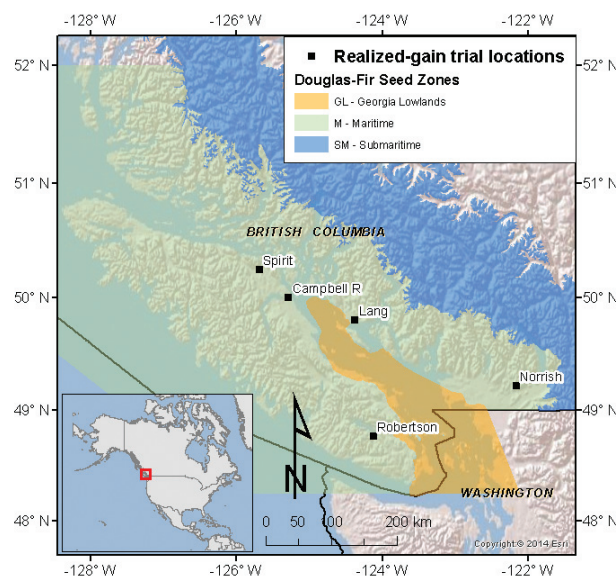 -128° W
-126° W
-124° W
-122° W
52° N
51° N
50° N
49° N
48° N
52° N
51° N
50° N
49° N
48° N
Realized-gain trial locations
Douglas-Fir Seed Zones
GL - Georgia Lowlands
M - Maritime
SM - Submaritime
BRITISH COLUMBIA
Spirit
Campbell R
Lang
Norrish
Robertson
WASHINGTON
N
0 50 100 200 km
Copyright:© 2014 Esri
-128° W
-126° W
-124° W
-122° W